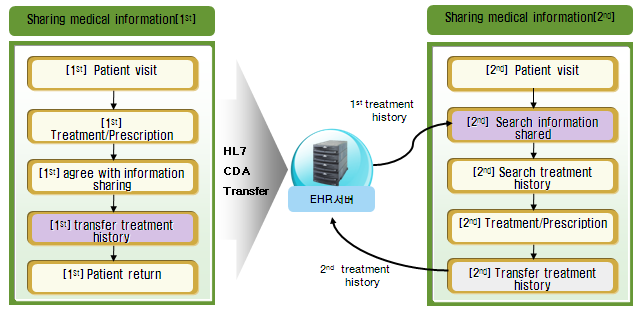 Sharing medical information[1st]
[1st] Patient visit
[1st]
Treatment/Prescription
[1st] agree with information
sharing
[1st] transfer treatment
history
[1st] Patient return
HL7
CDA
Transfer
EHR서버
1st treatment
history
2nd treatment
history
Sharing medical information[2nd]
[2nd] Patient visit
[2nd] Search information
shared
[2nd] Search treatment
history
[2nd] Treatment/Prescription
[2nd] Transfer treatment
history